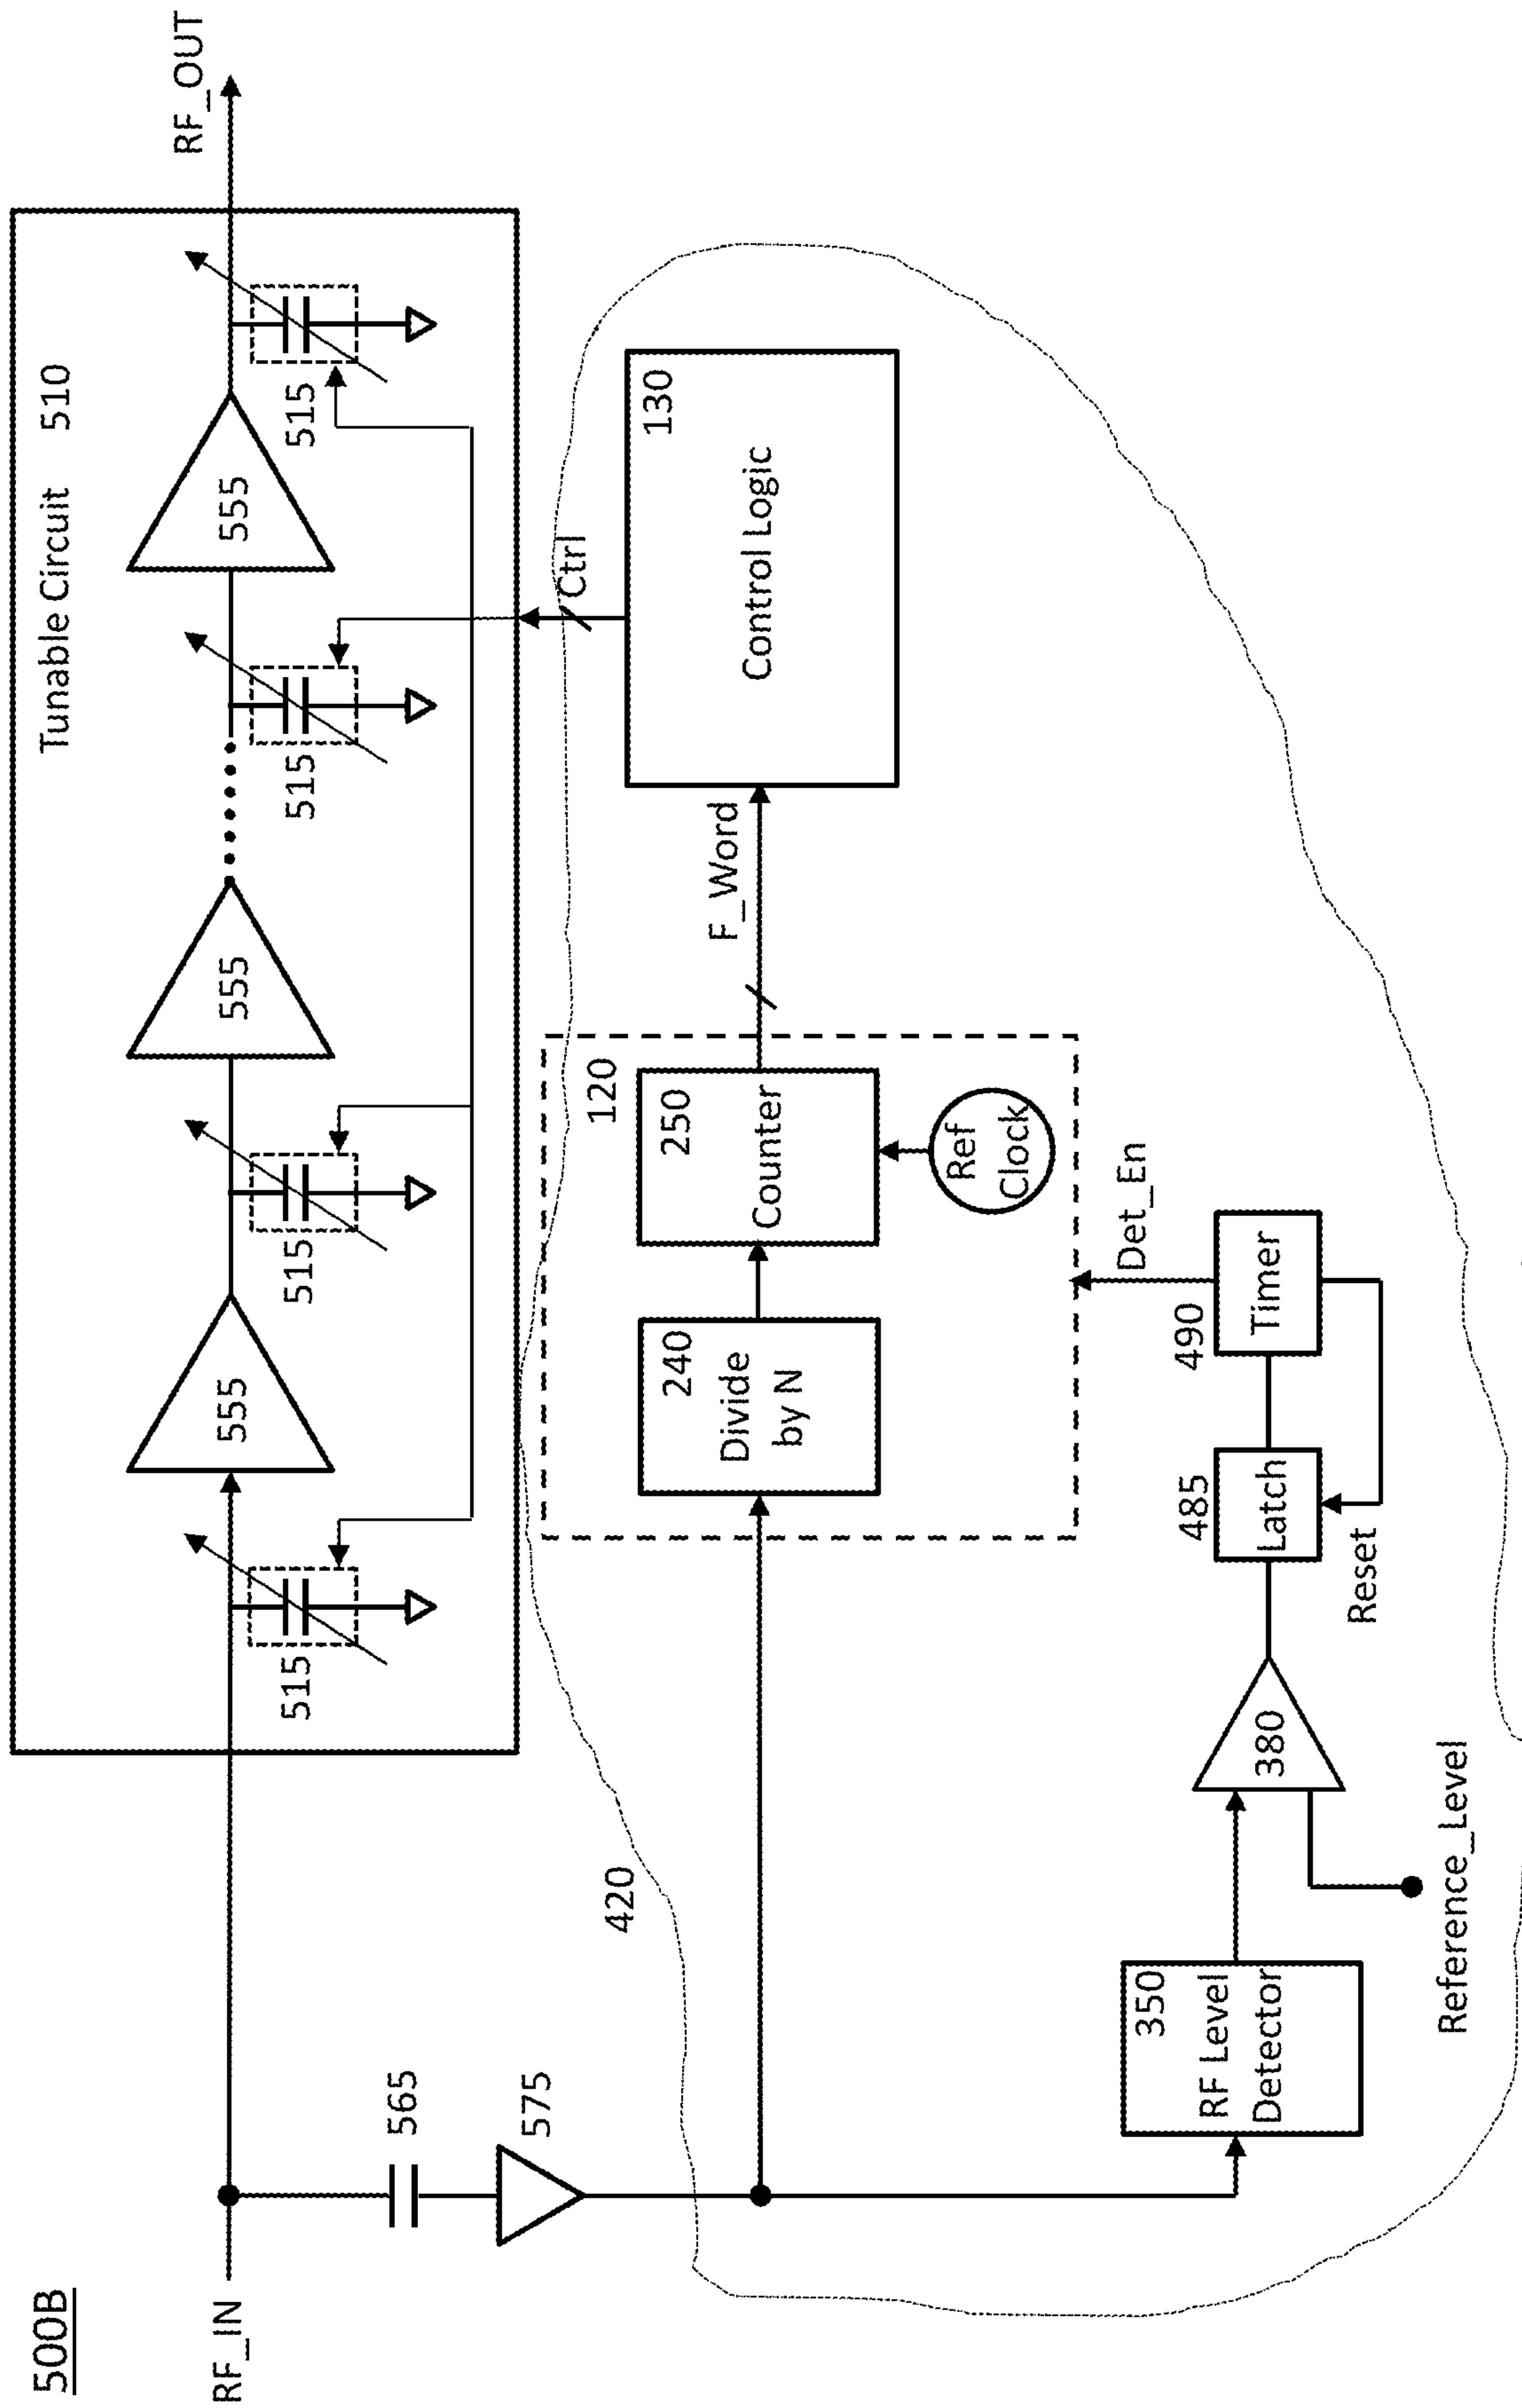 500B
RF_IN
RF_OUT
Tunable Circuit 510
555
555
555
515
515
515
515
565
575
420
120
240
Divide
by N
250
Counter
Ref
Clock
F_Word
130
Control Logic
Ctrl
Det_En
350
RF Level
Detector
380
Reference_Level
485
Latch
Reset
490
Timer